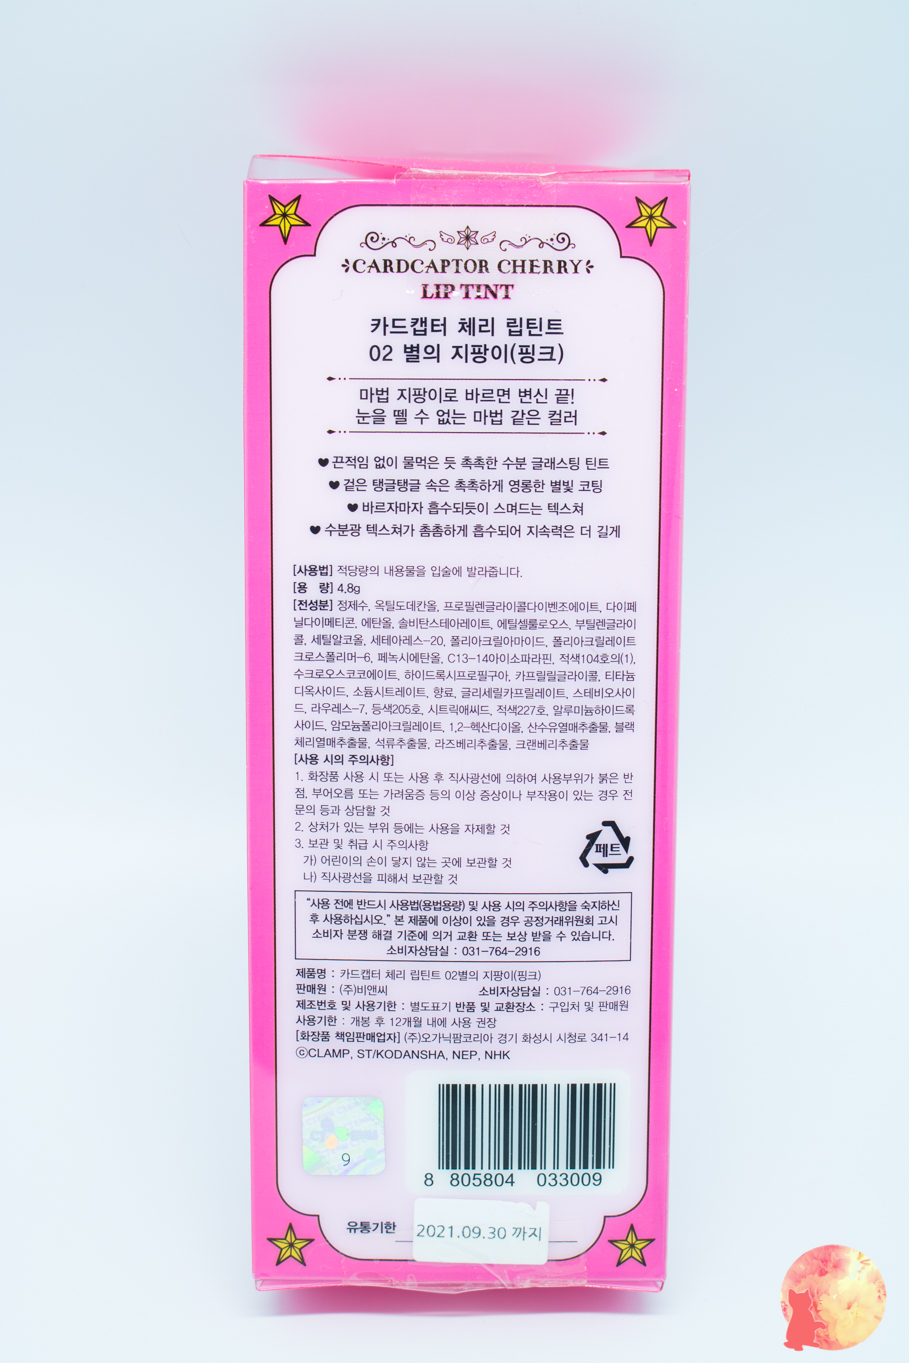 CARDCAPTOR CHERRY
LIP TINT
카드캡터 체리 립틴트
02 별의 지팡이(핑크)
마법 지팡이로 바르면 변신 끝!
눈을 뗄 수 없는 마법 같은 컬러
♥ 끈적임 없이 물먹은 듯 촉촉한 수분 글래스팅 틴트
♥ 겉은 탱글탱글 속은 촉촉하게 영롱한 별빛 코팅
♥ 바르자마자 흡수되듯이 스며드는 텍스쳐
♥ 수분광 텍스쳐가 촘촘하게 흡수되어 지속력은 더 길게
[사용법] 적당량의 내용물을 입술에 발라줍니다.
[용 량] 4.8g
[전성분] 정제수, 옥틸도데칸올, 프로필렌글라이콜다이벤조에이트, 다이페
닐다이메티콘, 에탄올, 솔비탄스테아레이트, 에틸셀룰로오스, 부틸렌글라이
콜, 세틸알코올, 세테아레스-20, 폴리아크릴아마이드, 폴리아크릴레이트
크로스폴리머-6, 페녹시에탄올, C13-14아이소파라핀, 적색104호의(1),
수크로오스코코에이트, 하이드록시프로필구아, 카프릴릴글라이콜, 티타늄
디옥사이드, 소듐시트레이트, 향료, 글리세릴카프릴레이트, 스테비오사이
드, 라우레스-7, 등색205호, 시트릭애씨드, 적색227호, 알루미늄하이드록
사이드, 암모늄폴리아크릴레이트, 1,2-헥산다이올, 산수유열매추출물, 블랙
체리열매추출물, 석류추출물, 라즈베리추출물, 크랜베리추출물
[사용 시의 주의사항]
1. 화장품 사용 시 또는 사용 후 직사광선에 의하여 사용부위가 붉은 반
점, 부어오름 또는 가려움증 등의 이상 증상이나 부작용이 있는 경우 전
문의 등과 상담할 것
2. 상처가 있는 부위 등에는 사용을 자제할 것
3. 보관 및 취급 시 주의사항
가) 어린이의 손이 닿지 않는 곳에 보관할 것
나) 직사광선을 피해서 보관할 것
페트
"사용 전에 반드시 사용법(용법용량) 및 사용 시의 주의사항을 숙지하신
후 사용하십시오." 본 제품에 이상이 있을 경우 공정거래위원회 고시
소비자 분쟁 해결 기준에 의거 교환 또는 보상 받을 수 있습니다.
소비자상담실 : 031-764-2916
제품명 : 카드캡터 체리 립틴트 02별의 지팡이(핑크)
판매원 : (주)비앤씨 소비자상담실 : 031-764-2916
제조번호 및 사용기한 : 별도표기 반품 및 교환장소 : 구입처 및 판매원
사용기한 : 개봉 후 12개월 내에 사용 권장
[화장품 책임판매업자] (주)오가닉팜코리아 경기 화성시 시청로 341-14
©CLAMP, ST/KODANSHA, NEP, NHK
9
8 805804 033009
유통기한 2021.09.30 까지